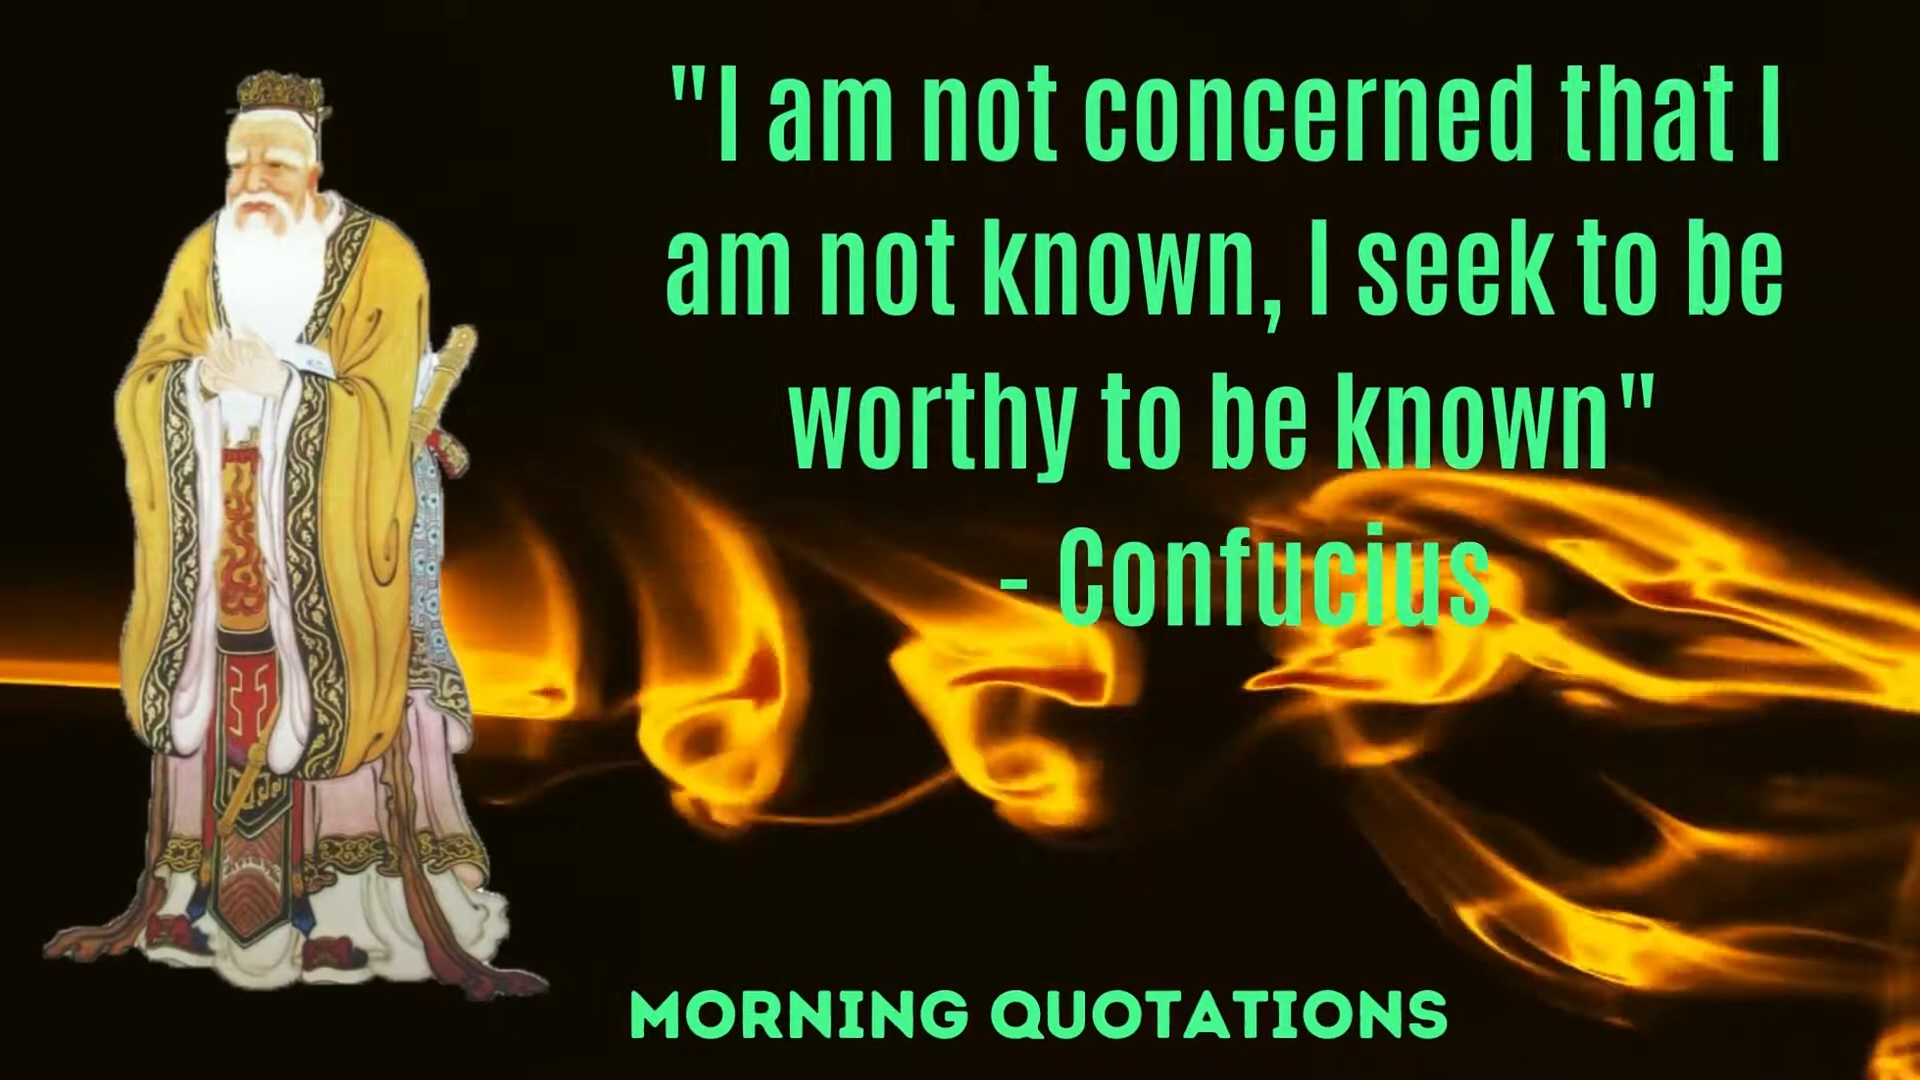 "I am not concerned that I
am not known, I seek to be
worthy to be known"
- Confucius
MORNING QUOTATIONS